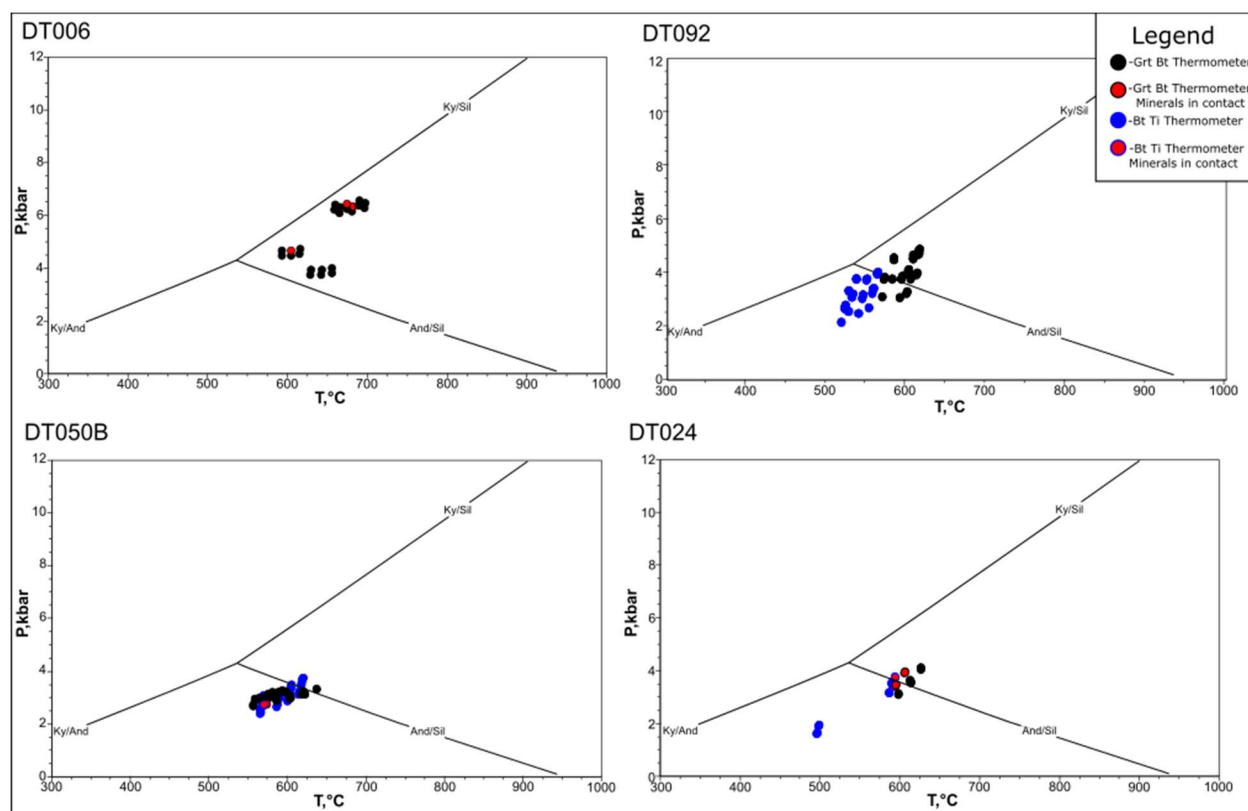 DT006
12
10
8
6
4
2
0
P,kbar
Ky/Sil
Ky/And
And/Sil
300 400 500 600 700 800 900 1000
T,°C
DT092
12
10
8
6
4
2
0
P,kbar
Ky/Sil
Ky/And
And/Sil
300 400 500 600 700 800 900 1000
T,°C
Legend
-Grt Bt Thermometer
-Grt Bt Thermometer
Minerals in contact
-Bt Ti Thermometer
-Bt Ti Thermometer
Minerals in contact
DT050B
12
10
8
6
4
2
0
P,kbar
Ky/Sil
Ky/And
And/Sil
300 400 500 600 700 800 900 1000
T,°C
DT024
12
10
8
6
4
2
0
P,kbar
Ky/Sil
Ky/And
And/Sil
300 400 500 600 700 800 900 1000
T,°C